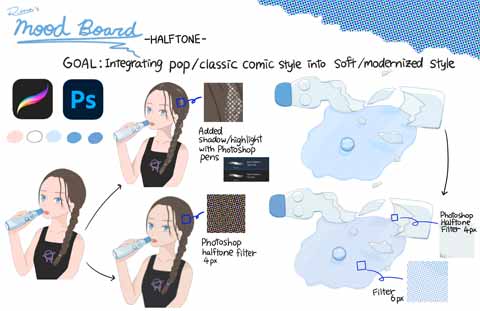 Mood Board
-HALFTONE-
GOAL: Integrating pop/classic comic style into soft/modernized style
Ps
Added
shadow/highlight
with Photoshop
pens
Photoshop
halftone filter
4px
Photoshop
Halftone
Filter 4px
Filter
6px